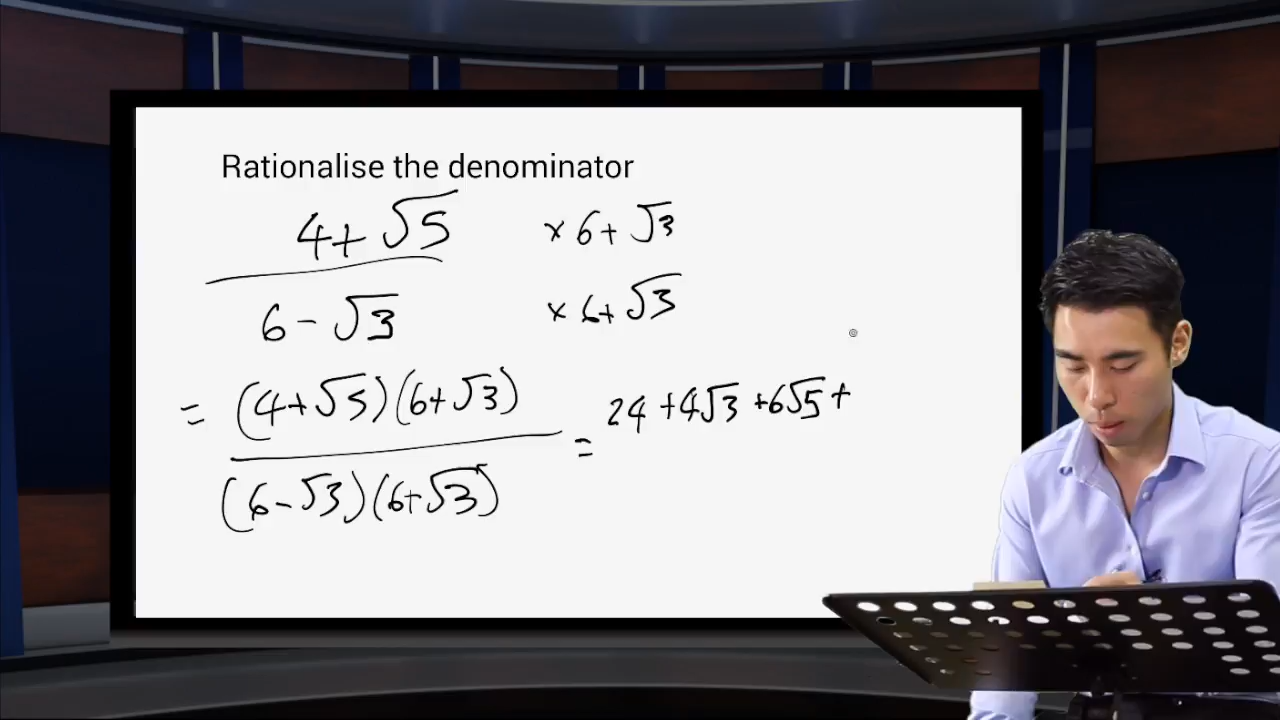 Rationalise the denominator
4+√5 ×6+√3
6-√3 ×6+√3
= (4+√5)(6+√3) = 24+4√3+6√5+
(6-√3)(6+√3)